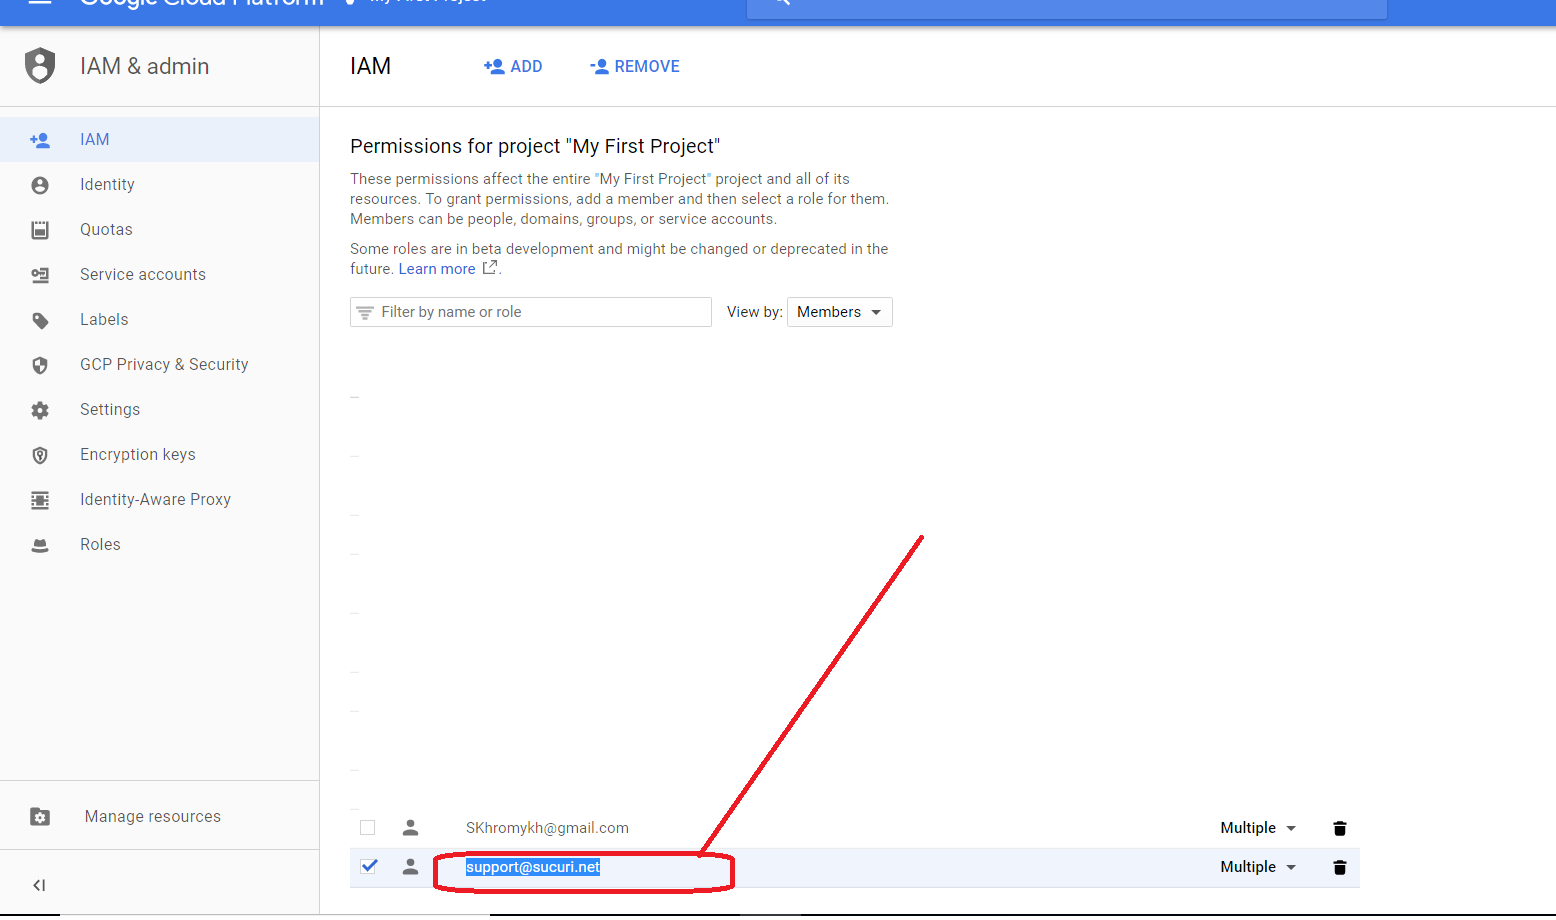 Google Cloud Platform My First Project
IAM & admin
IAM
Identity
Quotas
Service accounts
Labels
GCP Privacy & Security
Settings
Encryption keys
Identity-Aware Proxy
Roles
Manage resources
IAM ADD REMOVE
Permissions for project "My First Project"
These permissions affect the entire "My First Project" project and all of its
resources. To grant permissions, add a member and then select a role for them.
Members can be people, domains, groups, or service accounts.
Some roles are in beta development and might be changed or deprecated in the
future. Learn more .
Filter by name or role View by: Members
SKhromykh@gmail.com Multiple
support@sucuri.net Multiple